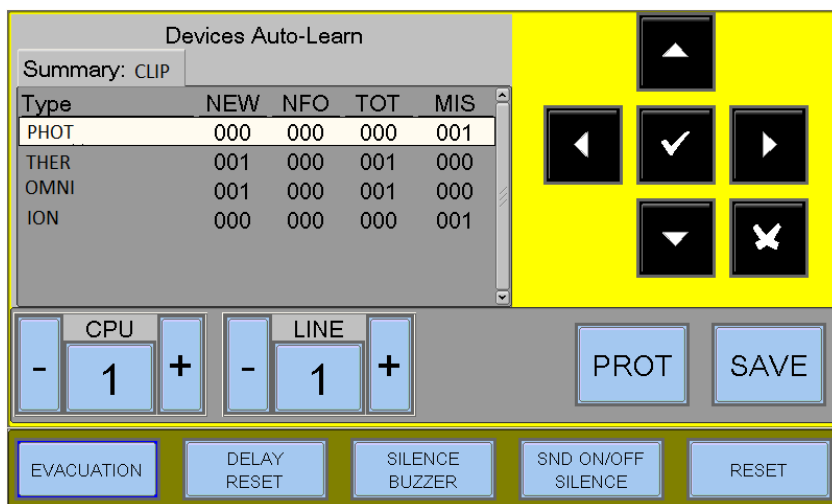 Devices Auto-Learn
Summary: CLIP
Type NEW NFO TOT MIS
PHOT 000 000 000 001
THER 001 000 001 000
OMNI 001 000 001 000
ION 000 000 000 001
CPU LINE
- 1 + - 1 + PROT SAVE
EVACUATION DELAY RESET SILENCE BUZZER SND ON/OFF SILENCE RESET